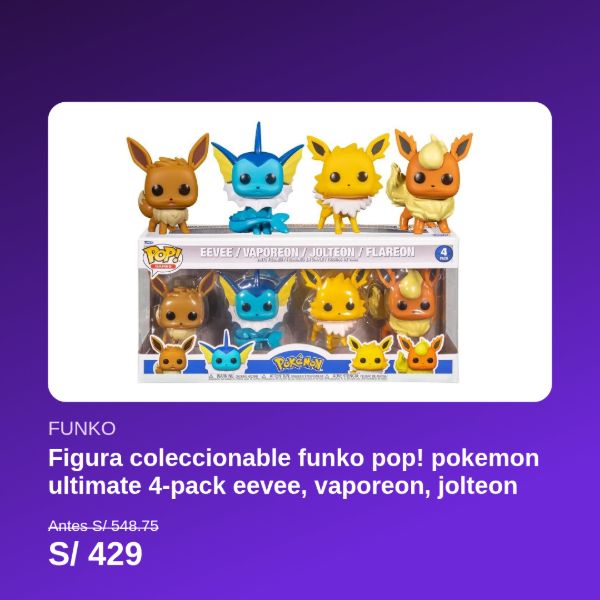 POP!
EEVEE / VAPOREON / JOLTEON / FLAREON
4
PACK
POKéMON
FUNKO
Figura coleccionable funko pop! pokemon
ultimate 4-pack eevee, vaporeon, jolteon
Antes S/ 548.75
S/ 429